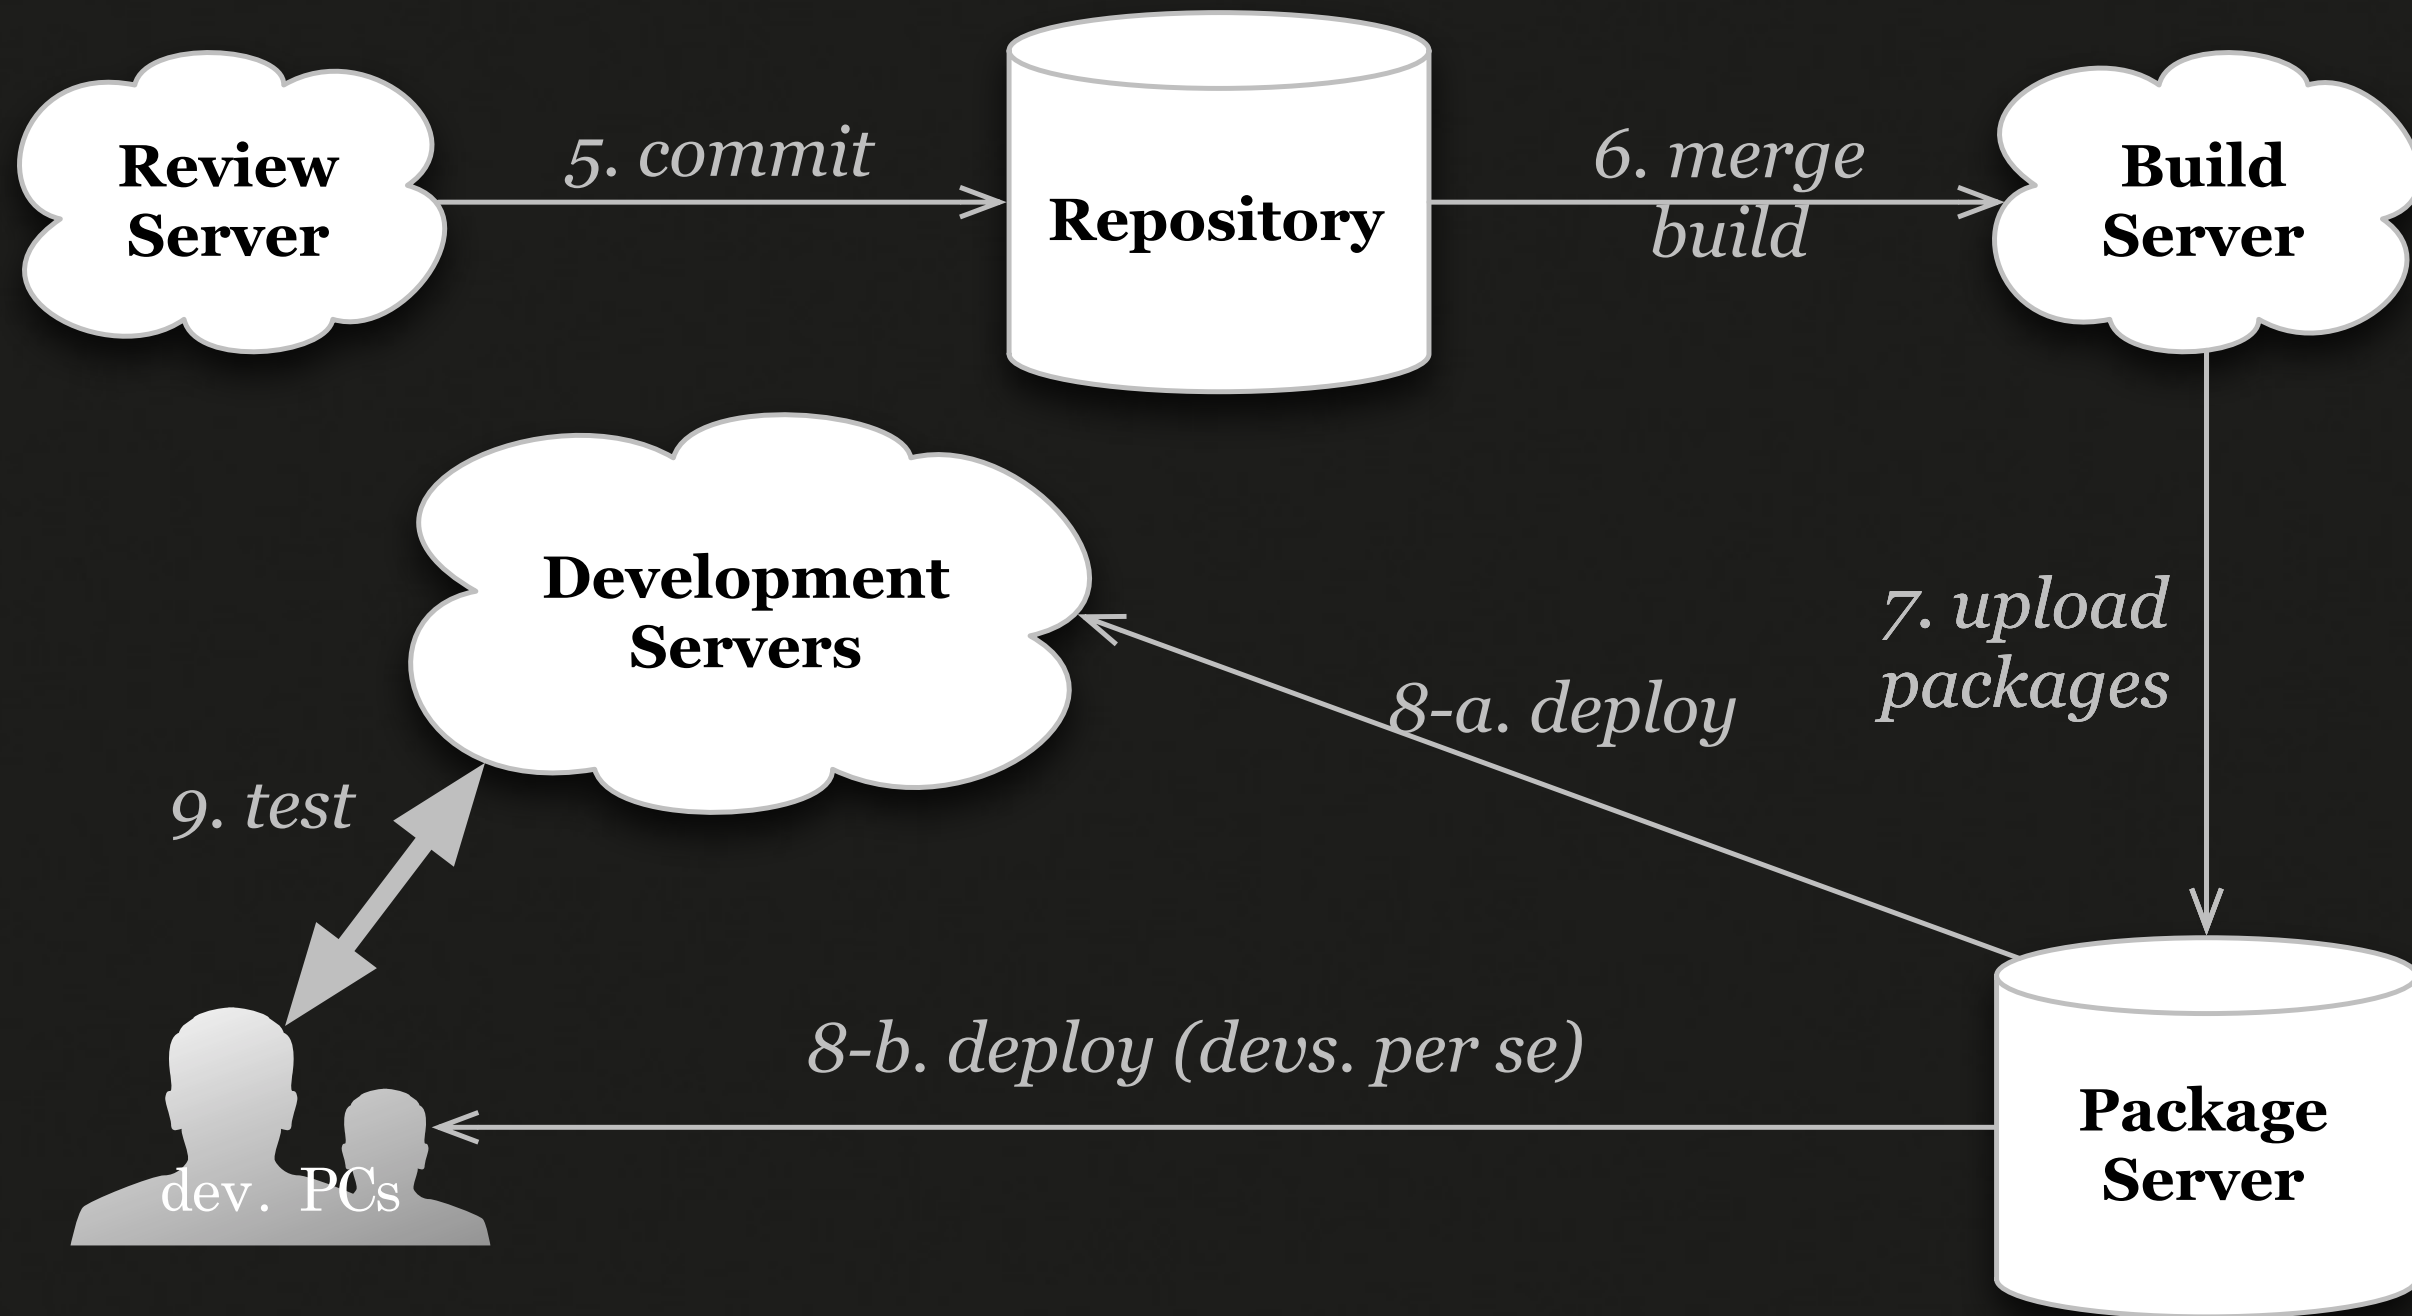 Review
Server
5. commit
Repository
6. merge
build
Build
Server
Development
Servers
7. upload
packages
8-a. deploy
9. test
8-b. deploy (devs. per se)
dev. PCs
Package
Server